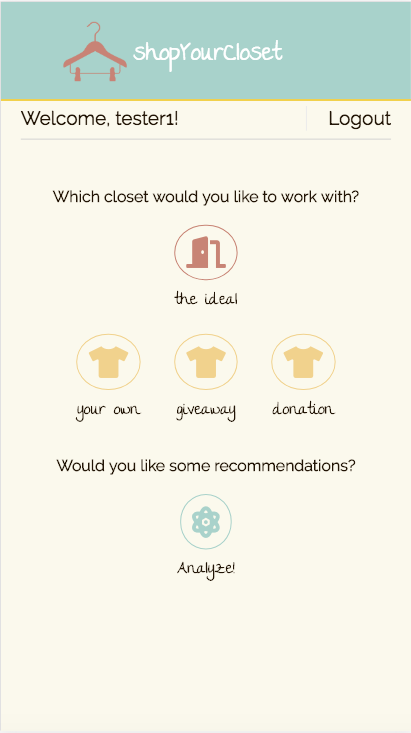 shopYourCloset
Welcome, tester1! Logout
Which closet would you like to work with?
the ideal
your own giveaway donation
Would you like some recommendations?
Analyze!